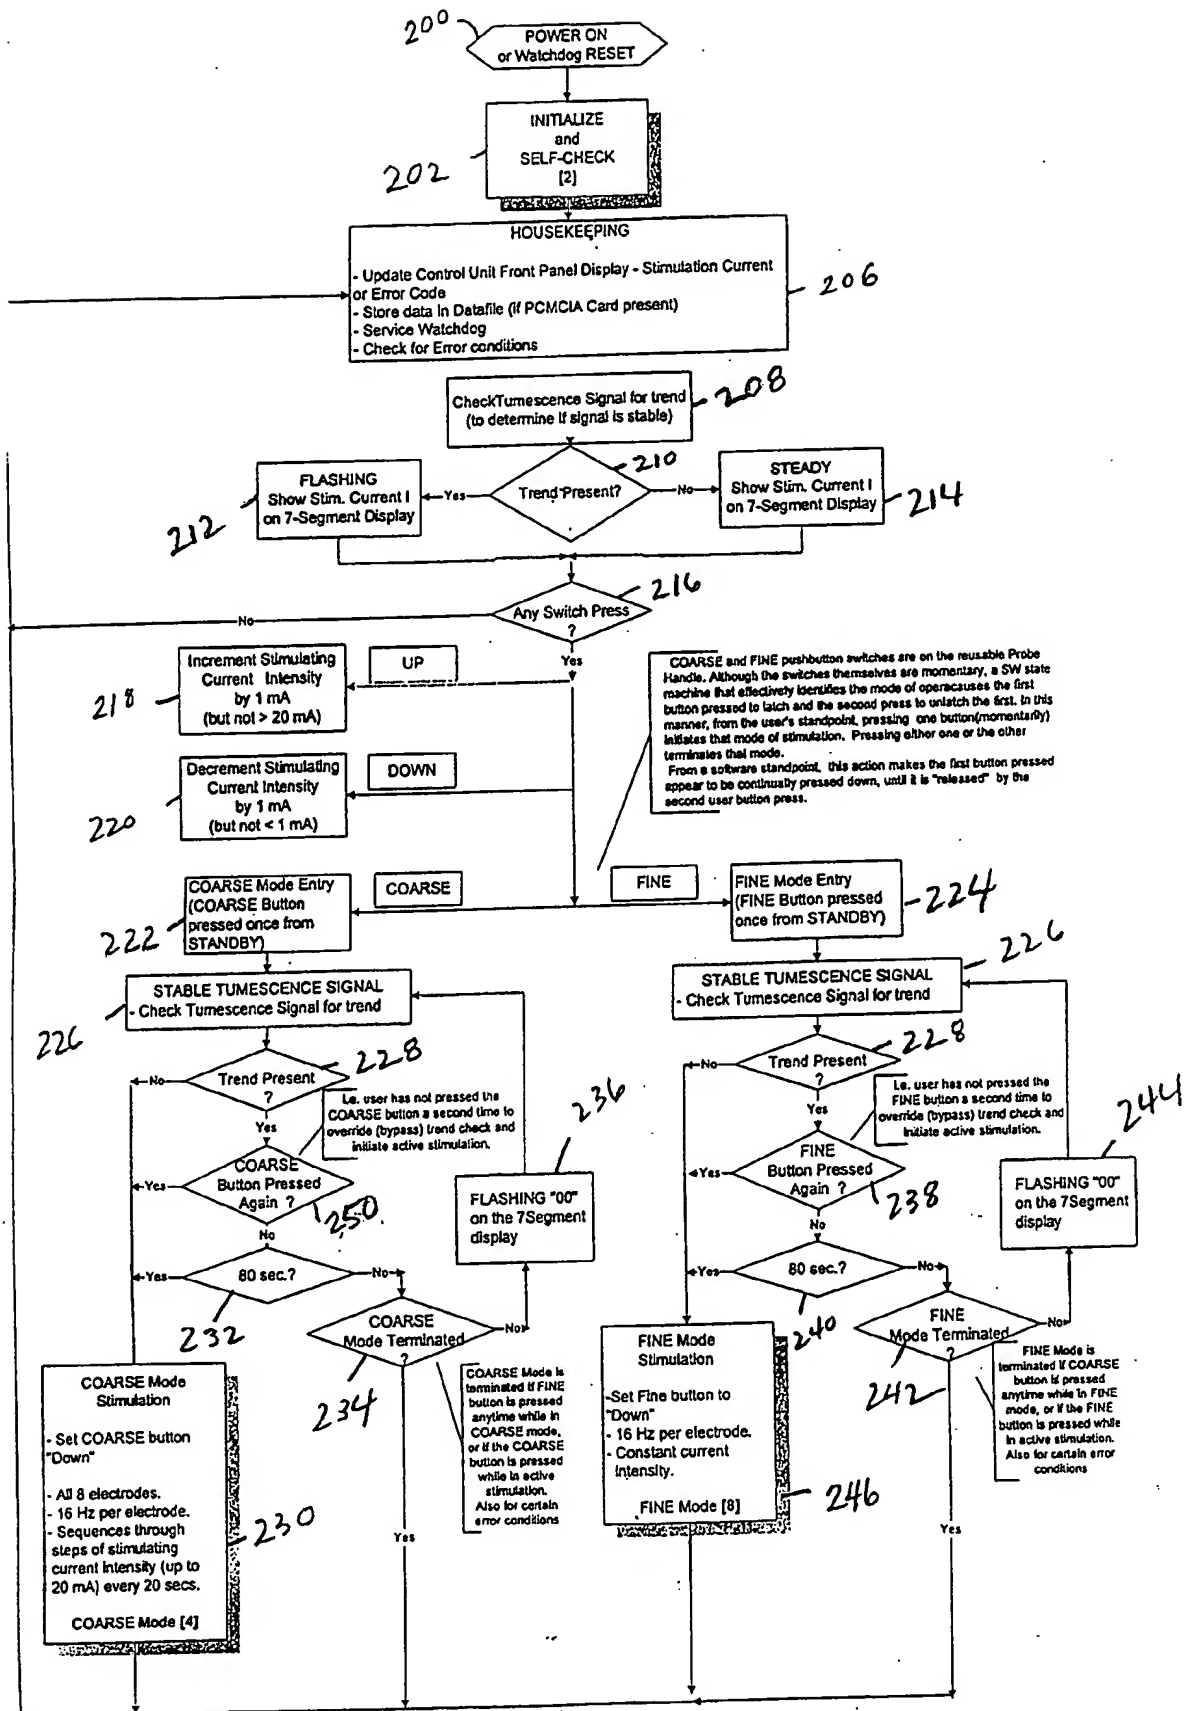 200
POWER ON
or Watchdog RESET
INITIALIZE
and
SELF-CHECK
[2]
202
HOUSEKEEPING
- Update Control Unit Front Panel Display - Stimulation Current
or Error Code
- Store data in Datafile (if PCMCIA Card present)
- Service Watchdog
- Check for Error conditions
206
CheckTumescence Signal for trend
(to determine if signal is stable)
208
210
Trend Present?
Yes
No
FLASHING
Show Stim. Current I
on 7-Segment Display
212
STEADY
Show Stim. Current I
on 7-Segment Display
214
216
Any Switch Press
?
No
Yes
Increment Stimulating
Current Intensity
by 1 mA
(but not > 20 mA)
UP
218
Decrement Stimulating
Current Intensity
by 1 mA
(but not < 1 mA)
DOWN
220
COARSE and FINE pushbutton switches are on the reusable Probe
Handle. Although the switches themselves are momentary, a SW state
machine that effectively identifies the mode of operacauses the first
button pressed to latch and the second press to unlatch the first. In this
manner, from the user's standpoint, pressing one button(momentarily)
initiates that mode of stimulation. Pressing either one or the other
terminates that mode.
From a software standpoint, this action makes the first button pressed
appear to be continually pressed down, until it is "released" by the
second user button press.
COARSE Mode Entry
(COARSE Button
pressed once from
STANDBY)
COARSE
222
FINE
FINE Mode Entry
(FINE Button pressed
once from STANDBY)
224
STABLE TUMESCENCE SIGNAL
- Check Tumescence Signal for trend
226
STABLE TUMESCENCE SIGNAL
- Check Tumescence Signal for trend
226
Trend Present
?
228
No
Yes
i.e. user has not pressed the
COARSE button a second time to
override (bypass) trend check and
initiate active stimulation.
COARSE
Button Pressed
Again ?
250
Yes
No
80 sec.?
232
Yes
No
COARSE
Mode Terminated
?
234
No
Yes
FLASHING "00"
on the 7Segment
display
236
COARSE Mode is
terminated if FINE
button is pressed
anytime while in
COARSE mode,
or if the COARSE
button is pressed
while in active
stimulation.
Also for certain
error conditions
COARSE Mode
Stimulation
- Set COARSE button
"Down"
- All 8 electrodes.
- 16 Hz per electrode.
- Sequences through
steps of stimulating
current intensity (up to
20 mA) every 20 secs.
COARSE Mode [4]
230
Trend Present
?
228
No
Yes
i.e. user has not pressed the
FINE button a second time to
override (bypass) trend check and
initiate active stimulation.
FINE
Button Pressed
Again ?
238
Yes
No
80 sec.?
240
Yes
No
FINE
Mode Terminated
?
242
No
Yes
FLASHING "00"
on the 7Segment
display
244
FINE Mode is
terminated if COARSE
button is pressed
anytime while in FINE
mode, or if the FINE
button is pressed while
in active stimulation.
Also for certain error
conditions
FINE Mode
Stimulation
-Set Fine button to
"Down"
- 16 Hz per electrode.
- Constant current
Intensity.
FINE Mode [8]
246